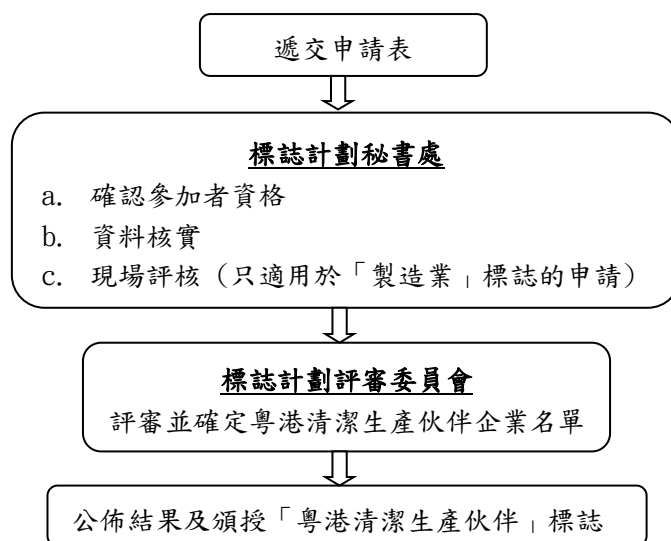 遞交申請表
標誌計劃秘書處
a. 確認參加者資格
b. 資料核實
c. 現場評核（只適用於「製造業」標誌的申請）
標誌計劃評審委員會
評審並確定粵港清潔生產伙伴企業名單
公佈結果及頒授「粵港清潔生產伙伴」標誌